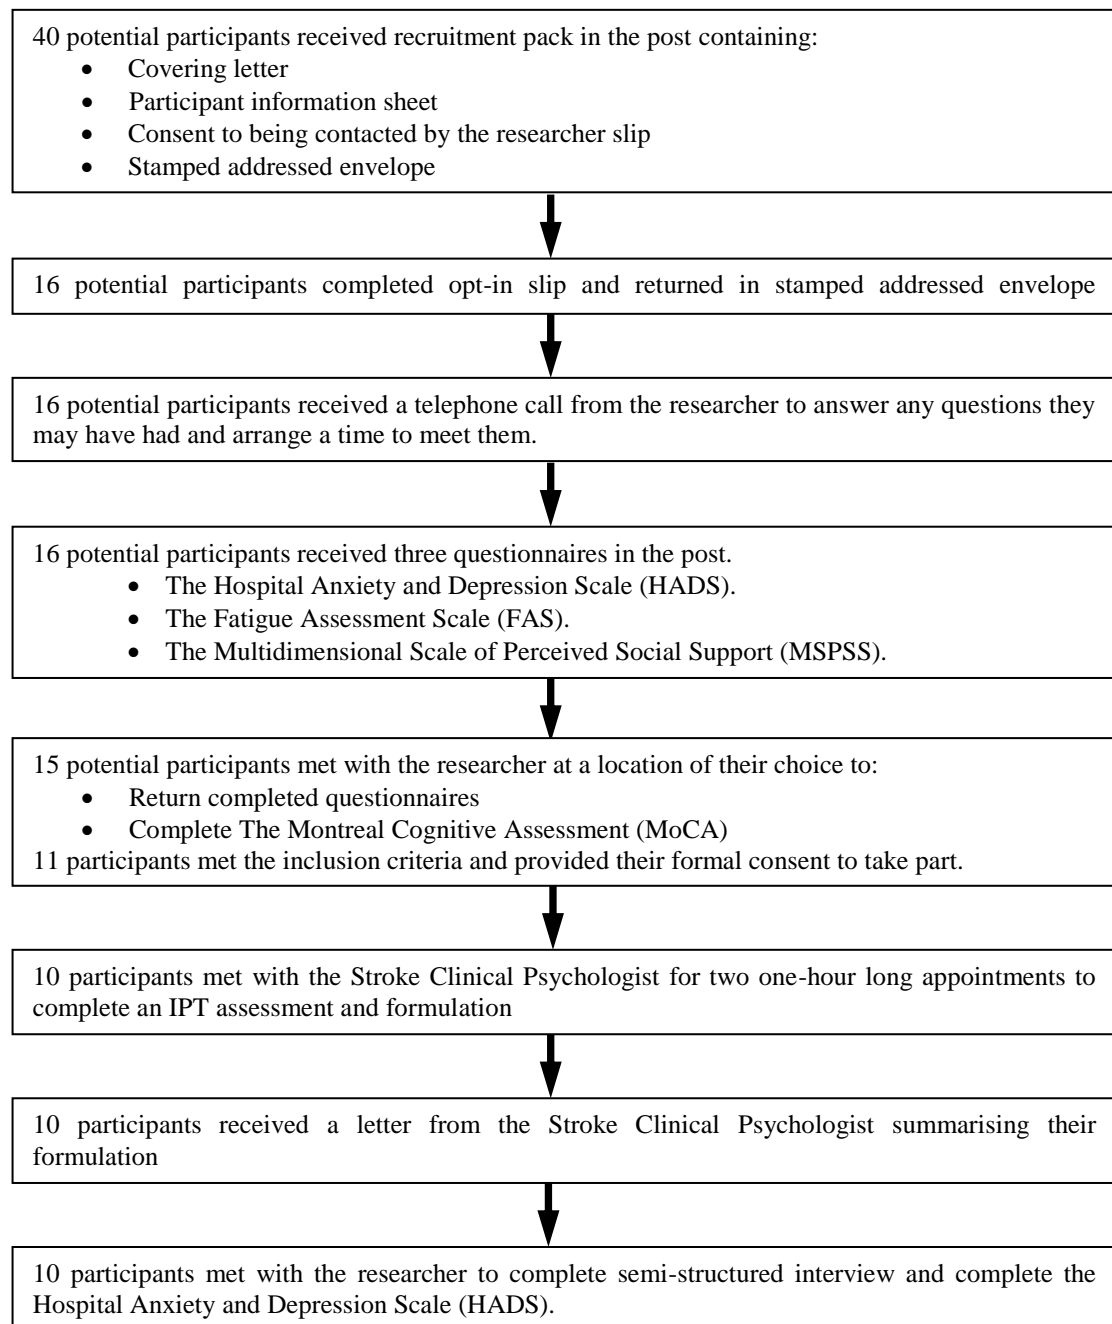 40 potential participants received recruitment pack in the post containing:
• Covering letter
• Participant information sheet
• Consent to being contacted by the researcher slip
• Stamped addressed envelope
16 potential participants completed opt-in slip and returned in stamped addressed envelope
16 potential participants received a telephone call from the researcher to answer any questions they
may have had and arrange a time to meet them.
16 potential participants received three questionnaires in the post.
• The Hospital Anxiety and Depression Scale (HADS).
• The Fatigue Assessment Scale (FAS).
• The Multidimensional Scale of Perceived Social Support (MSPSS).
15 potential participants met with the researcher at a location of their choice to:
• Return completed questionnaires
• Complete The Montreal Cognitive Assessment (MoCA)
11 participants met the inclusion criteria and provided their formal consent to take part.
10 participants met with the Stroke Clinical Psychologist for two one-hour long appointments to
complete an IPT assessment and formulation
10 participants received a letter from the Stroke Clinical Psychologist summarising their
formulation
10 participants met with the researcher to complete semi-structured interview and complete the
Hospital Anxiety and Depression Scale (HADS).